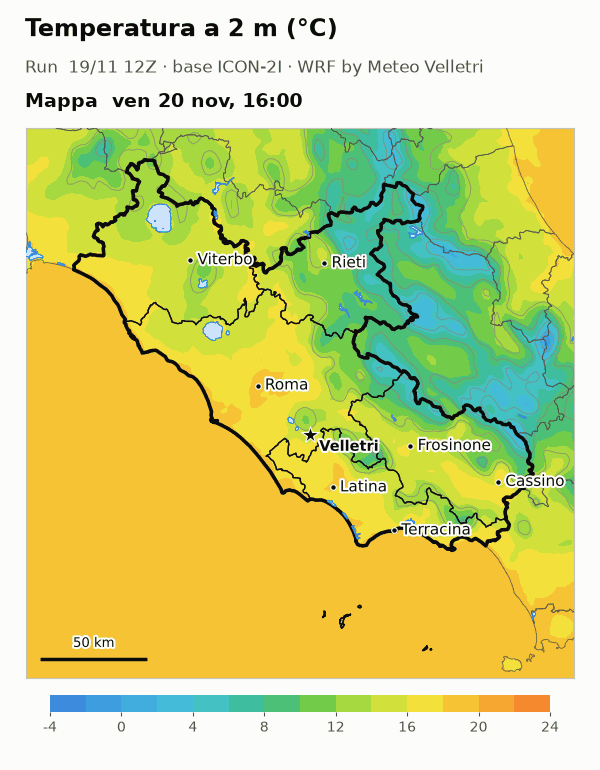 Temperatura a 2 m (°C)
Run  19/11 12Z · base ICON-2I · WRF by Meteo Velletri
Mappa  ven 20 nov, 16:00
Viterbo
Rieti
Roma
Velletri
Frosinone
Latina
Cassino
Terracina
50 km
-4 0 4 8 12 16 20 24